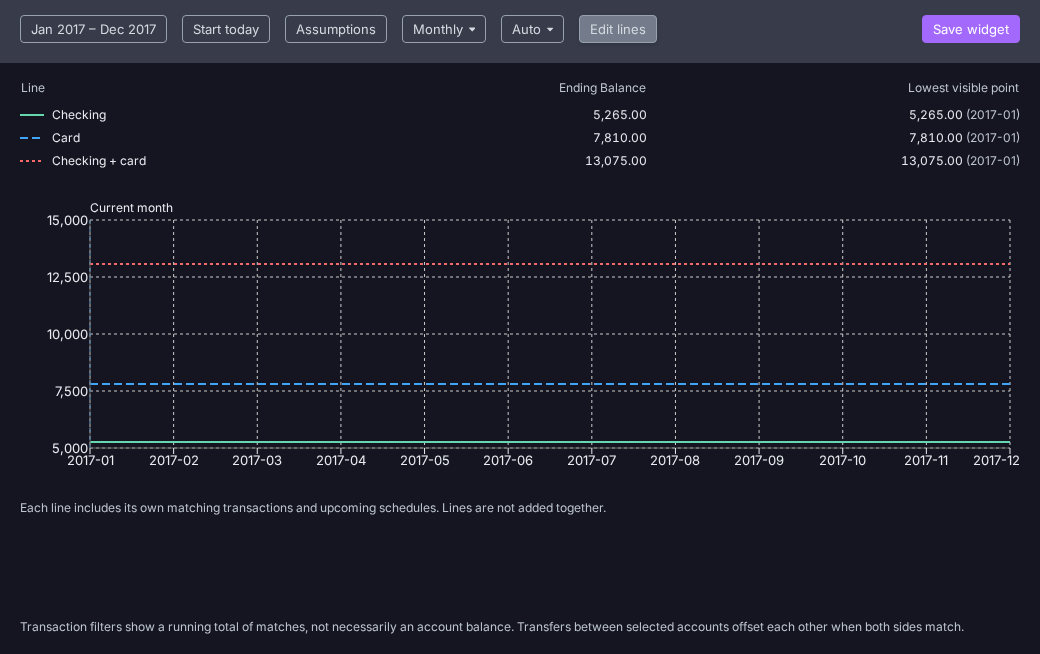 Jan 2017 – Dec 2017 Start today Assumptions Monthly Auto Edit lines Save widget
Line Ending Balance Lowest visible point
Checking 5,265.00 5,265.00 (2017-01)
Card 7,810.00 7,810.00 (2017-01)
Checking + card 13,075.00 13,075.00 (2017-01)
Current month
15,000
12,500
10,000
7,500
5,000
2017-01 2017-02 2017-03 2017-04 2017-05 2017-06 2017-07 2017-08 2017-09 2017-10 2017-11 2017-12
Each line includes its own matching transactions and upcoming schedules. Lines are not added together.
Transaction filters show a running total of matches, not necessarily an account balance. Transfers between selected accounts offset each other when both sides match.